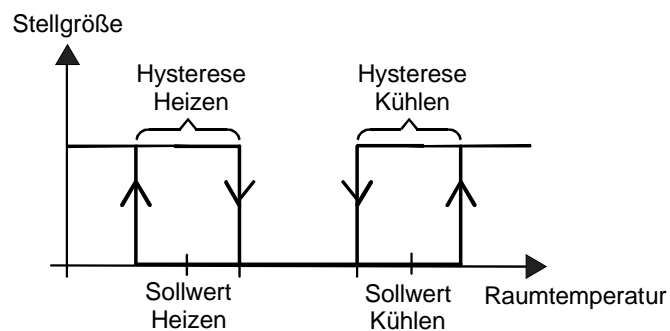 Stellgröße
Hysterese
Heizen
Hysterese
Kühlen
Sollwert
Heizen
Sollwert
Kühlen
Raumtemperatur